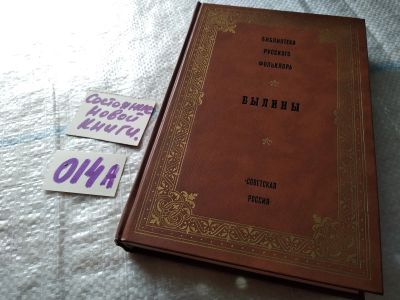 Состояние
новой
книги.
014А
БИБЛИОТЕКА
РУССКОГО
ФОЛЬКЛОРА
БЫЛИНЫ
·СОВЕТСКАЯ
РОССИЯ·